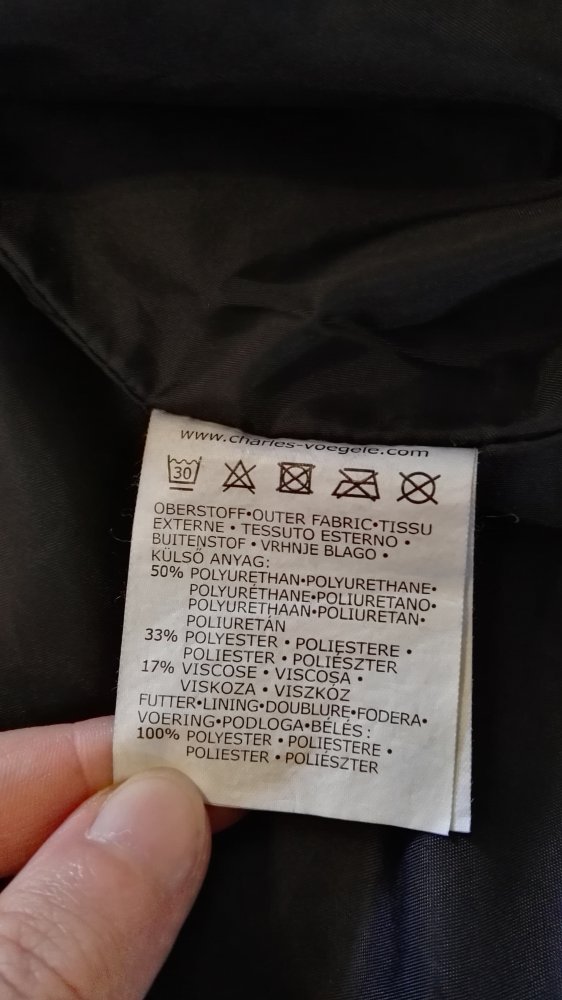 www.charles-voegele.com
30
OBERSTOFF•OUTER FABRIC•TISSU
EXTERNE • TESSUTO ESTERNO •
BUITENSTOF • VRHNJE BLAGO •
KÜLSŐ ANYAG:
50% POLYURETHAN•POLYURETHANE•
POLYURÉTHANE•POLIURETANO•
POLYURETHAAN•POLIURETAN•
POLIURETÁN
33% POLYESTER • POLIESTERE •
POLIESTER • POLIÉSZTER
17% VISCOSE • VISCOSA •
VISKOZA • VISZKÓZ
FUTTER•LINING•DOUBLURE•FODERA•
VOERING•PODLOGA•BÉLÉS:
100% POLYESTER • POLIESTERE •
POLIESTER • POLIÉSZTER